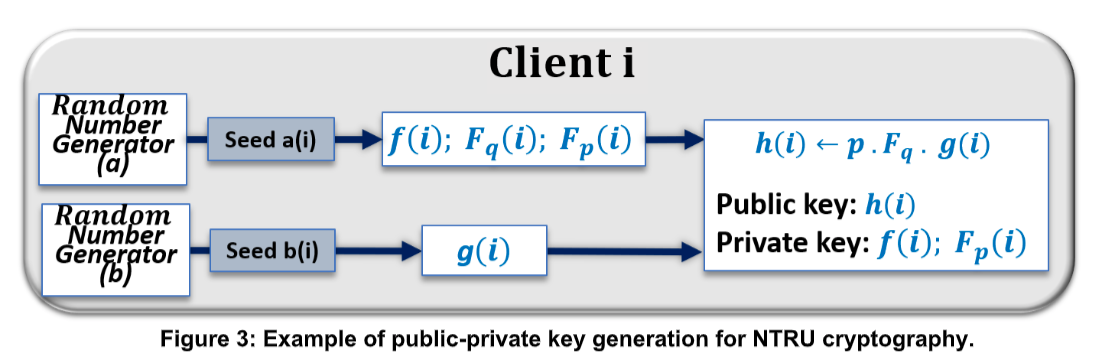 Client i
Random
Number
Generator
(a)
Seed a(i)
f(i); F_q(i); F_p(i)
h(i) ← p . F_q . g(i)
Public key: h(i)
Private key: f(i); F_p(i)
Random
Number
Generator
(b)
Seed b(i)
g(i)
Figure 3: Example of public-private key generation for NTRU cryptography.